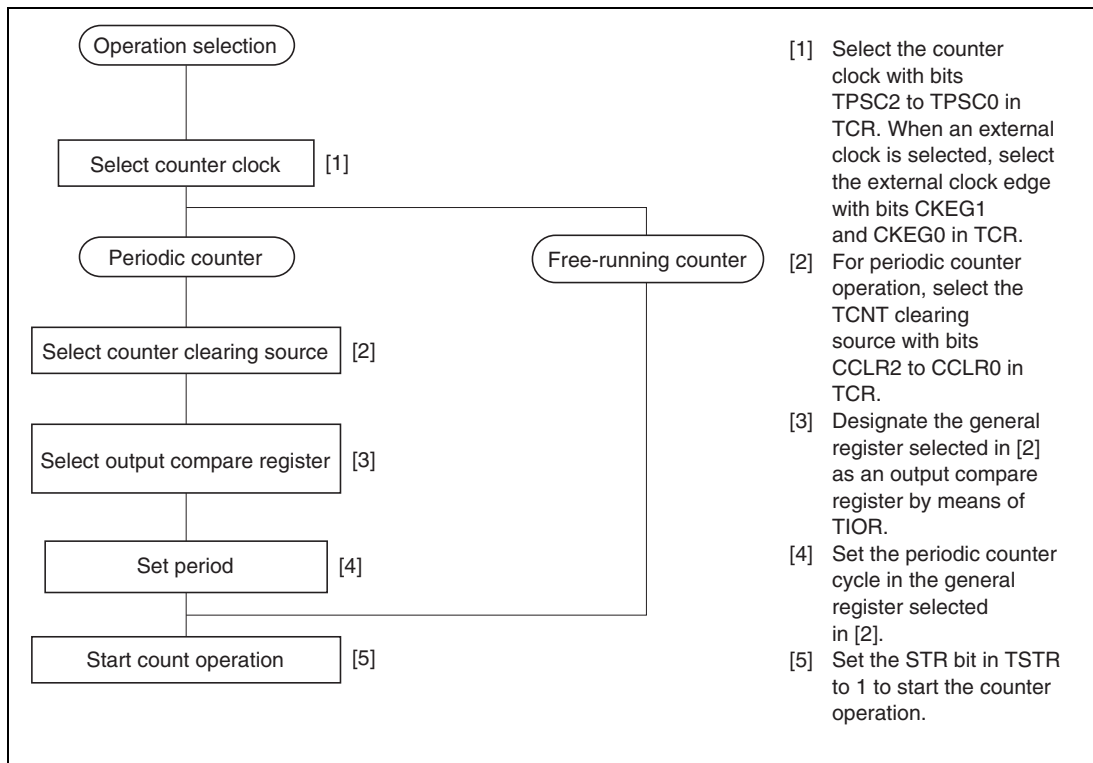 Operation selection
Select counter clock
[1]
Periodic counter
Free-running counter
Select counter clearing source
[2]
Select output compare register
[3]
Set period
[4]
Start count operation
[5]
[1] Select the counter
clock with bits
TPSC2 to TPSC0 in
TCR. When an external
clock is selected, select
the external clock edge
with bits CKEG1
and CKEG0 in TCR.
[2] For periodic counter
operation, select the
TCNT clearing
source with bits
CCLR2 to CCLR0 in
TCR.
[3] Designate the general
register selected in [2]
as an output compare
register by means of
TIOR.
[4] Set the periodic counter
cycle in the general
register selected
in [2].
[5] Set the STR bit in TSTR
to 1 to start the counter
operation.